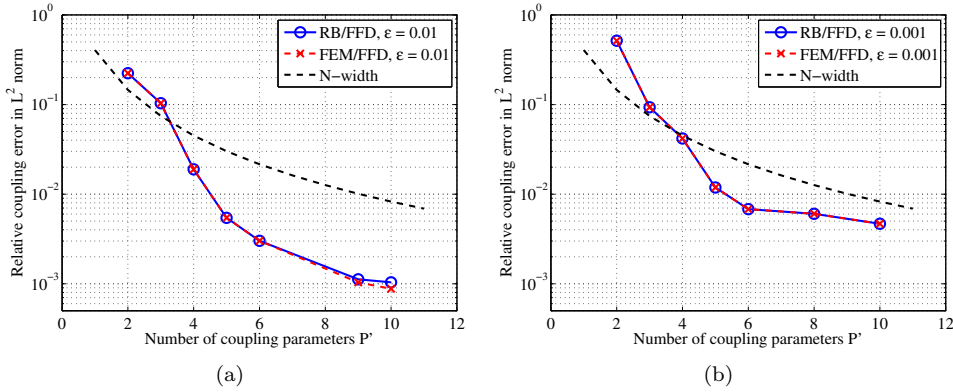 10^0
10^-1
10^-2
10^-3
Relative coupling error in L^2 norm
RB/FFD, ε = 0.01
FEM/FFD, ε = 0.01
N−width
0 2 4 6 8 10 12
Number of coupling parameters P'
(a)
10^0
10^-1
10^-2
10^-3
Relative coupling error in L^2 norm
RB/FFD, ε = 0.001
FEM/FFD, ε = 0.001
N−width
0 2 4 6 8 10 12
Number of coupling parameters P'
(b)